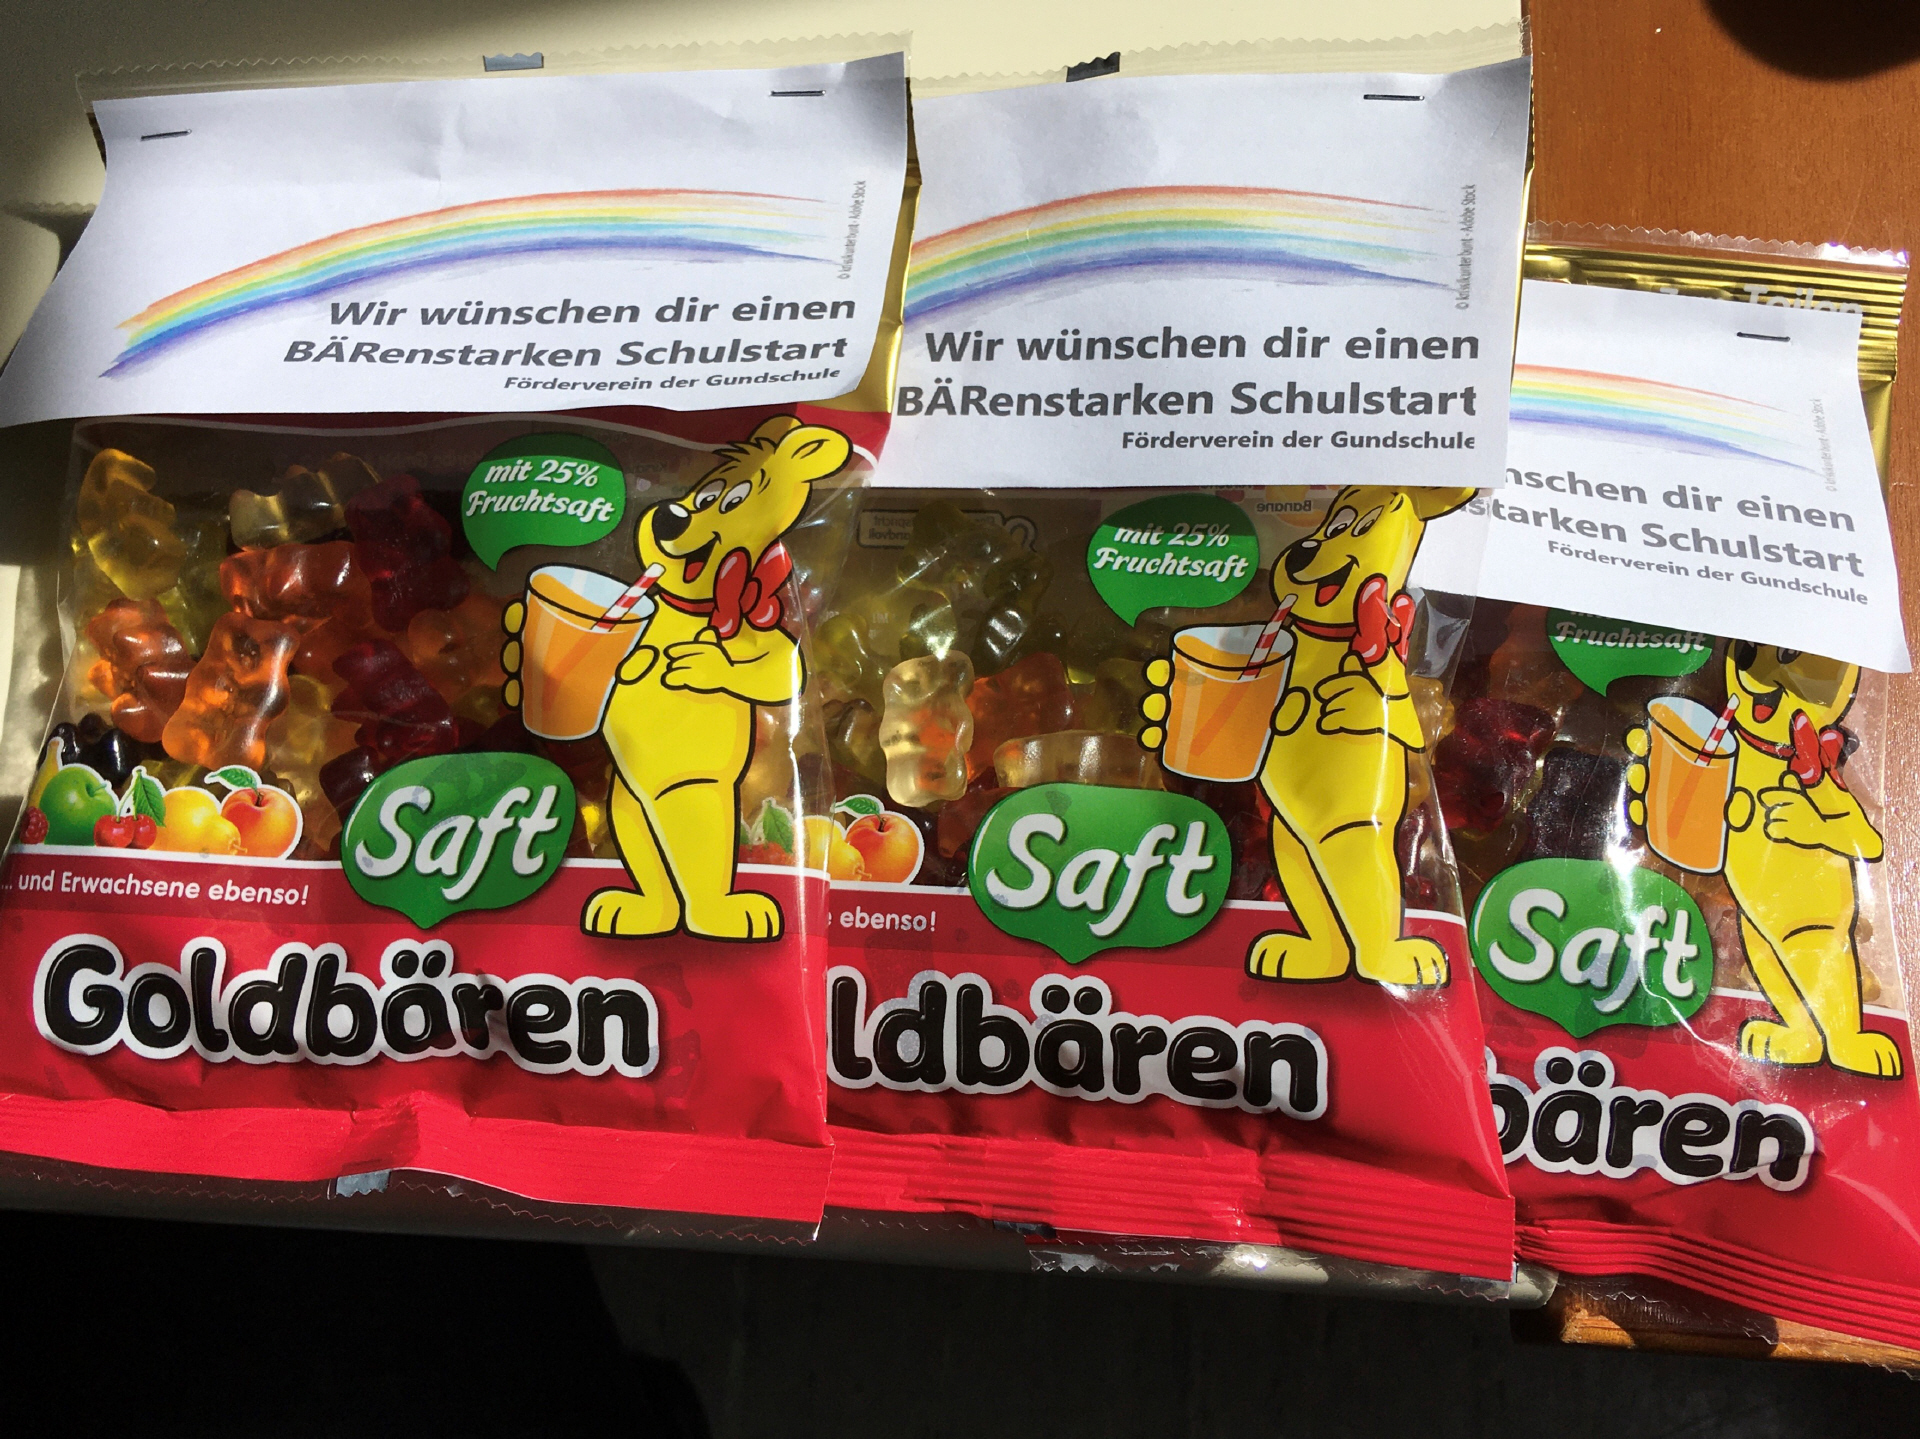 Wir wünschen dir einen
BÄRenstarken Schulstart
Förderverein der Gundschule
mit 25%
Fruchtsaft
Saft
... und Erwachsene ebenso!
Goldbären
Wir wünschen dir einen
BÄRenstarken Schulstart
Förderverein der Gundschule
Banane
mit 25%
Fruchtsaft
Saft
ebenso!
ldbären
nschen dir einen
starken Schulstart
Förderverein der Gundschule
Fruchtsaft
Saft
bären